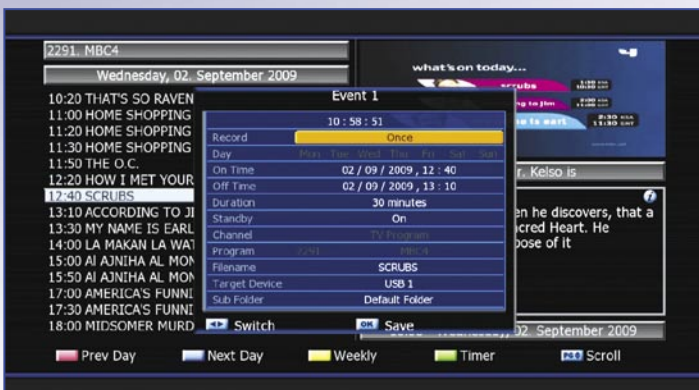 2291. MBC4
Wednesday, 02. September 2009
10:20 THAT'S SO RAVEN
11:00 HOME SHOPPING
11:20 HOME SHOPPING
11:30 HOME SHOPPING
11:50 THE O.C.
12:20 HOW I MET YOUR
12:40 SCRUBS
13:10 ACCORDING TO JI
13:30 MY NAME IS EARL
14:00 LA MAKAN LA WAT
15:00 Al AJNIHA AL MON
15:50 Al AJNIHA AL MON
17:00 AMERICA'S FUNNI
17:30 AMERICA'S FUNNI
18:00 MIDSOMER MURD
Event 1
10 : 58 : 51
Record Once
Day Mon Tue Wed Thu Fri Sat Sun
On Time 02 / 09 / 2009 , 12 : 40
Off Time 02 / 09 / 2009 , 13 : 10
Duration 30 minutes
Standby On
Channel TV Program
Program 2291 MBC4
Filename SCRUBS
Target Device USB 1
Sub Folder Default Folder
Switch OK Save
what's on today...
scrubs
ng to jim
e is earl
r. Kelso is
en he discovers, that a
acred Heart. He
pose of it
Wednesday, 02. September 2009
Prev Day Next Day Weekly Timer Scroll